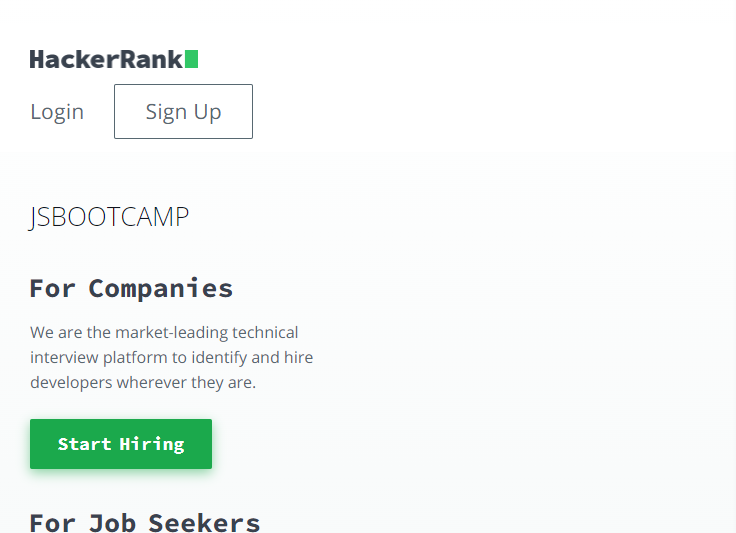 HackerRank
Login
Sign Up
JSBOOTCAMP
For Companies
We are the market-leading technical
interview platform to identify and hire
developers wherever they are.
Start Hiring
For Job Seekers